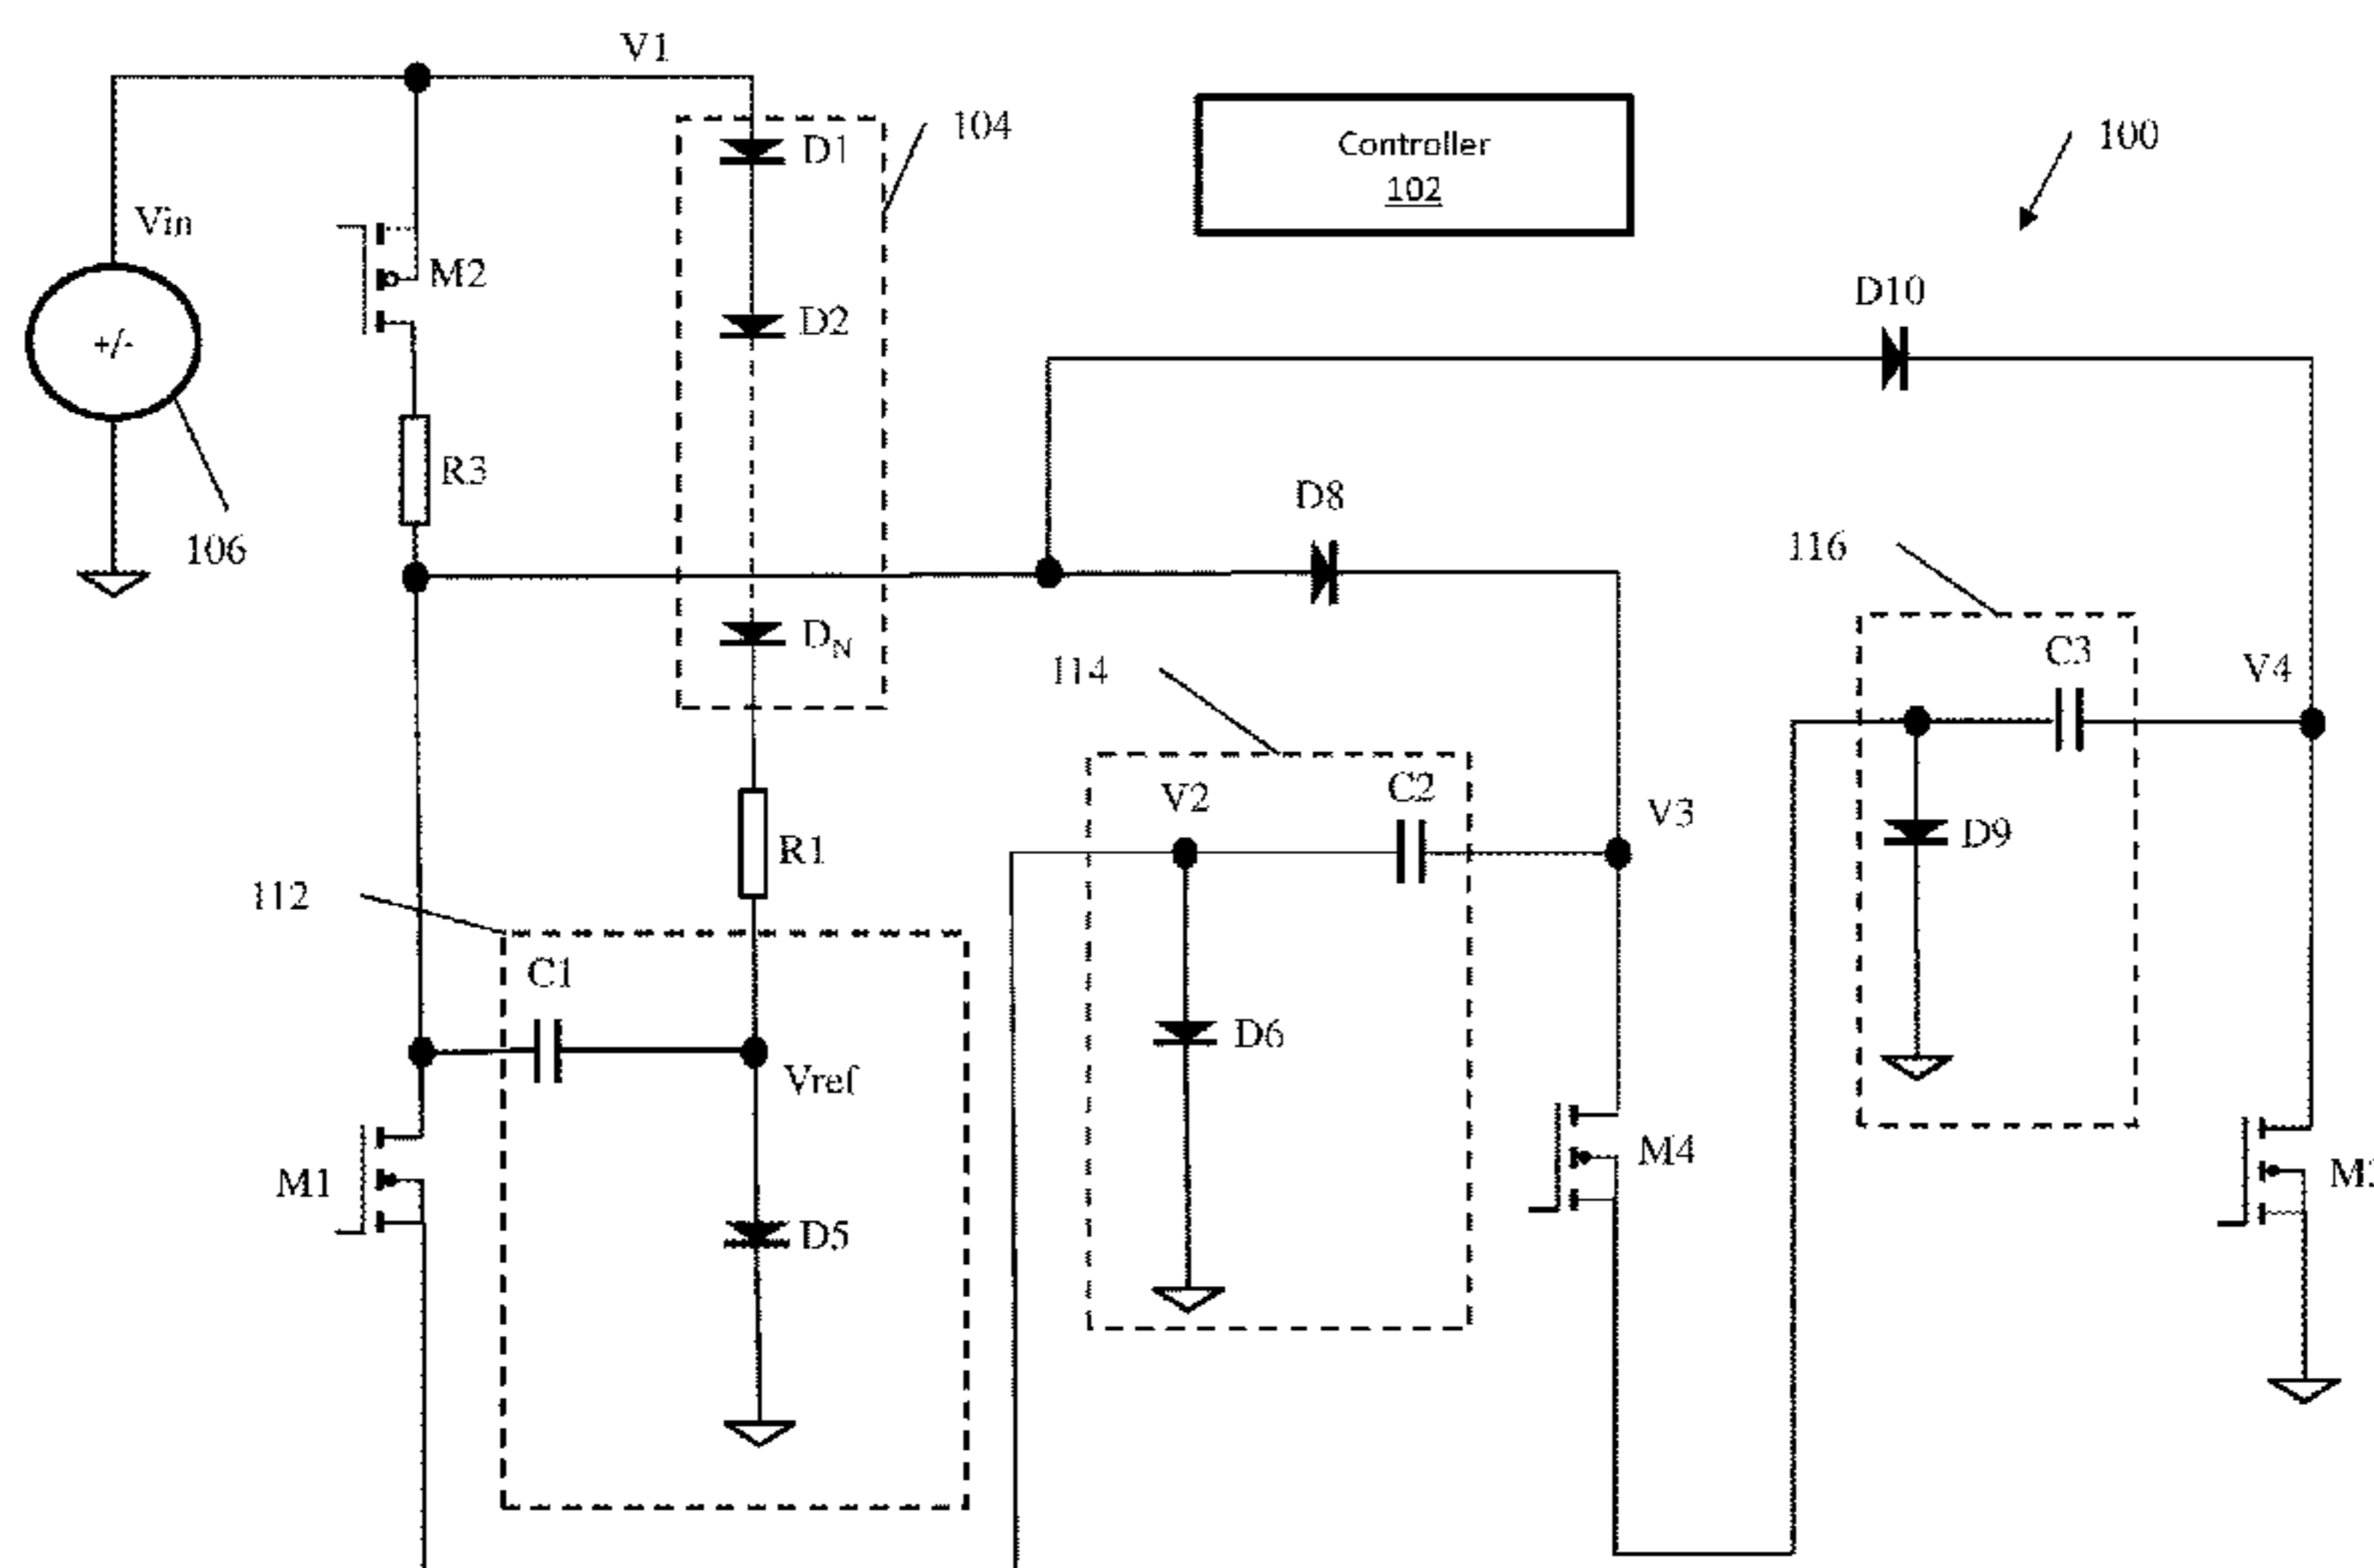 V1
104
D1
Controller
102
100
Vin
M2
D10
+/-
D2
R3
D8
106
116
DN
C3
114
V4
V2
C2
V3
R1
D9
112
C1
D6
Vref
M4
M1
D5